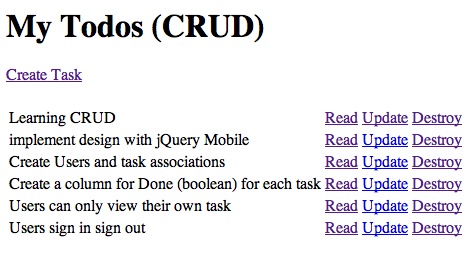 My Todos (CRUD)
Create Task
Learning CRUD Read Update Destroy
implement design with jQuery Mobile Read Update Destroy
Create Users and task associations Read Update Destroy
Create a column for Done (boolean) for each task Read Update Destroy
Users can only view their own task Read Update Destroy
Users sign in sign out Read Update Destroy